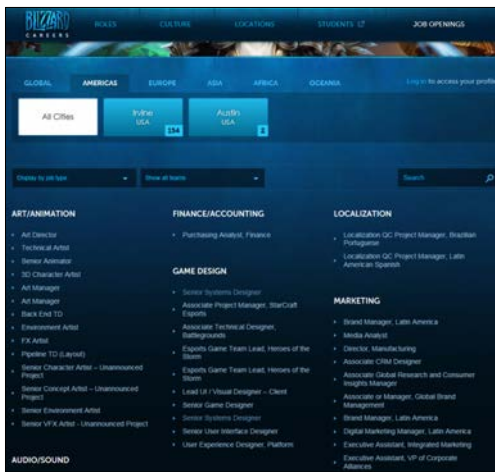 BLIZZARD
CAREERS
ROLES
CULTURE
LOCATIONS
STUDENTS
JOB OPENINGS
GLOBAL
AMERICAS
EUROPE
ASIA
AFRICA
OCEANIA
Log in to access your profile
All Cities
Irvine
USA
154
Austin
USA
2
Display by job type
Show all teams
Search
ART/ANIMATION
Art Director
Technical Artist
Senior Animator
3D Character Artist
Art Manager
Art Manager
Back End TD
Environment Artist
FX Artist
Pipeline TD (Layout)
Senior Character Artist – Unannounced
Project
Senior Concept Artist – Unannounced
Project
Senior Environment Artist
Senior VFX Artist - Unannounced Project
AUDIO/SOUND
FINANCE/ACCOUNTING
Purchasing Analyst, Finance
GAME DESIGN
Senior Systems Designer
Associate Project Manager, StarCraft
Esports
Associate Technical Designer,
Battlegrounds
Esports Game Team Lead, Heroes of the
Storm
Esports Game Team Lead, Heroes of the
Storm
Lead UI / Visual Designer – Client
Senior Game Designer
Senior Systems Designer
Senior User Interface Designer
User Experience Designer, Platform
LOCALIZATION
Localization QC Project Manager, Brazilian
Portuguese
Localization QC Project Manager, Latin
American Spanish
MARKETING
Brand Manager, Latin America
Media Analyst
Director, Manufacturing
Associate CRM Designer
Associate Global Research and Consumer
Insights Manager
Associate or Manager, Global Brand
Management
Brand Manager, Latin America
Digital Marketing Manager, Latin America
Executive Assistant, Integrated Marketing
Executive Assistant, VP of Corporate
Alliances